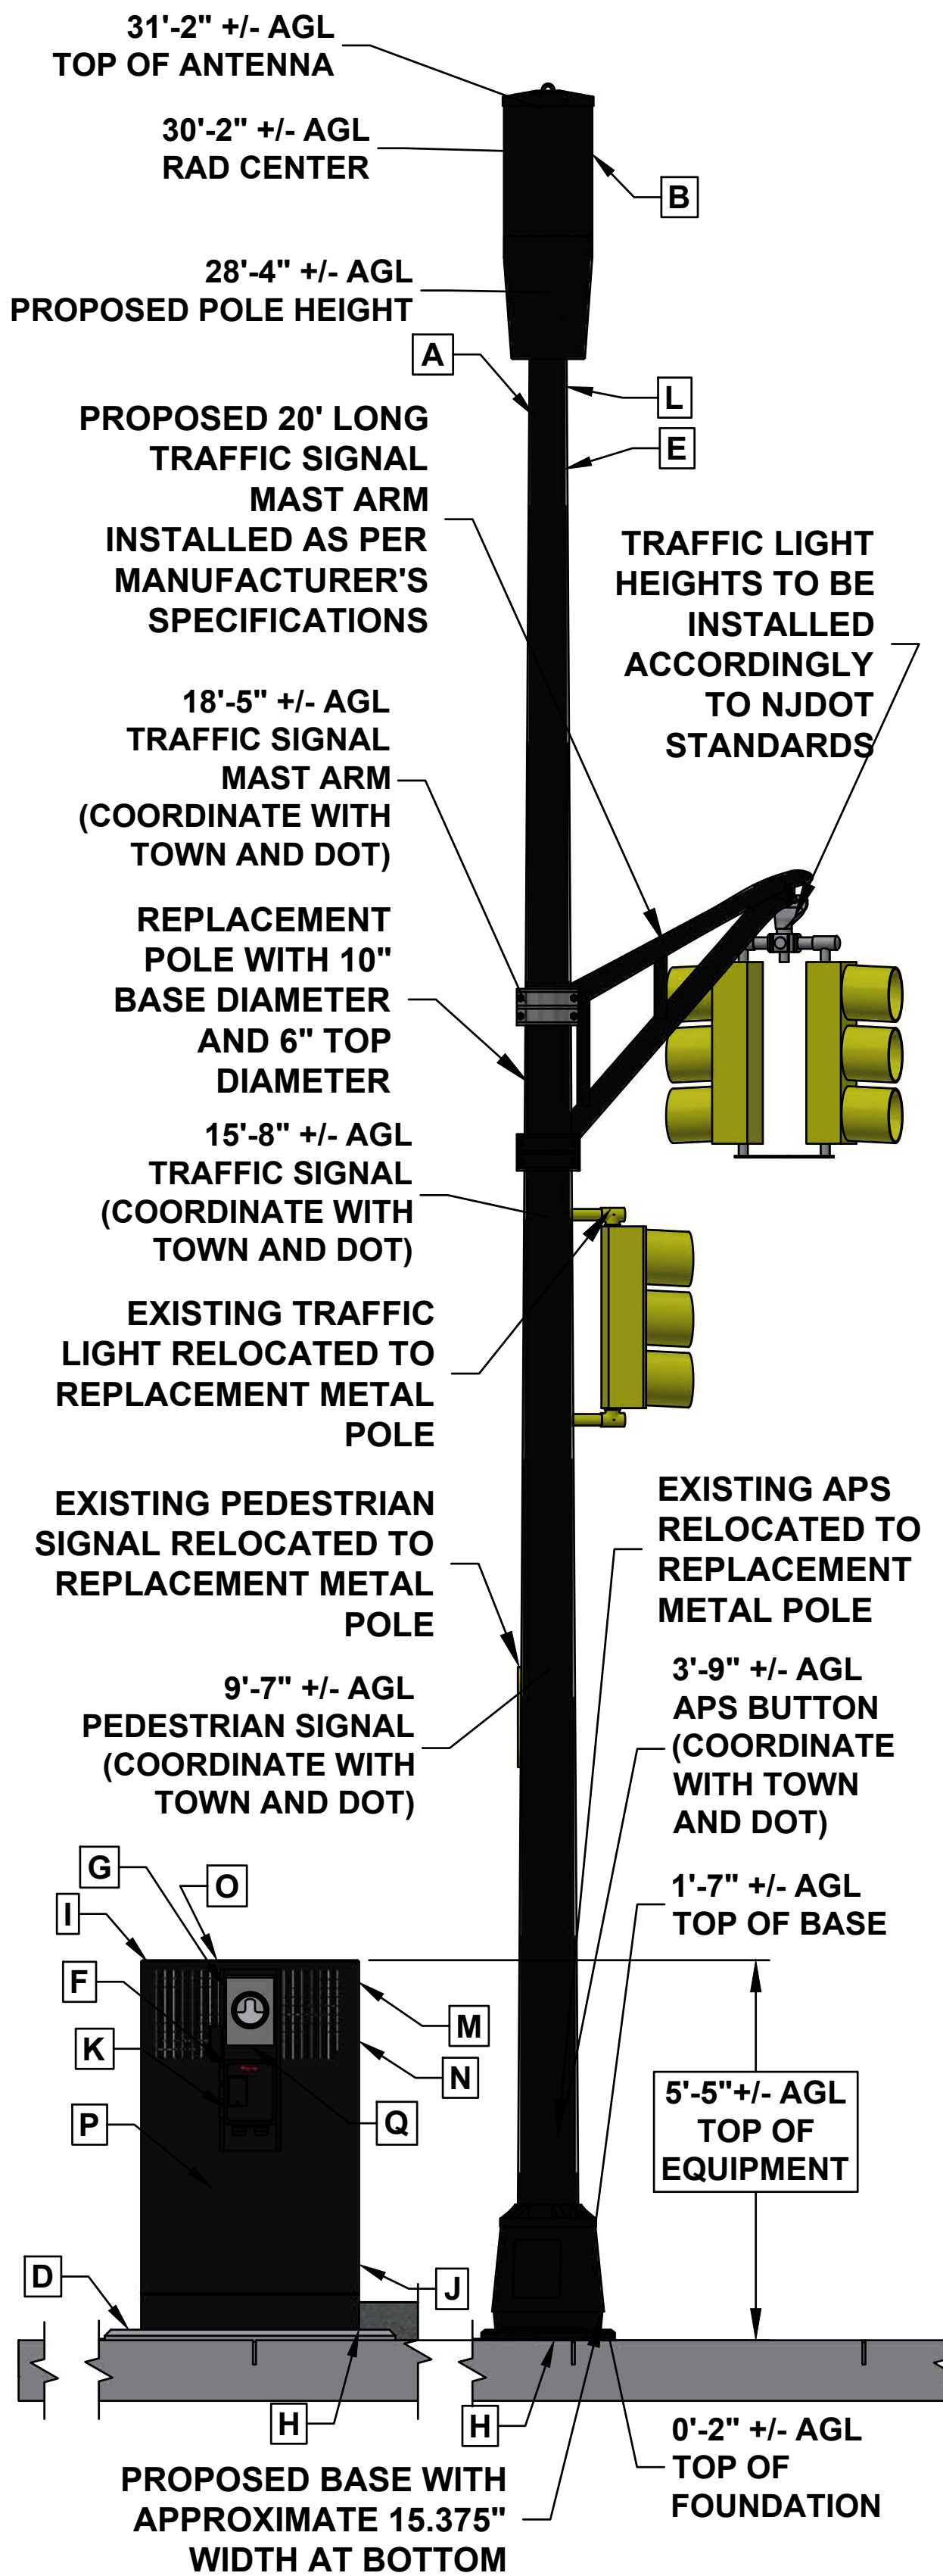 31'-2" +/- AGL
TOP OF ANTENNA
30'-2" +/- AGL
RAD CENTER
B
28'-4" +/- AGL
PROPOSED POLE HEIGHT
A
L
E
PROPOSED 20' LONG
TRAFFIC SIGNAL
MAST ARM
INSTALLED AS PER
MANUFACTURER'S
SPECIFICATIONS
TRAFFIC LIGHT
HEIGHTS TO BE
INSTALLED
ACCORDINGLY
TO NJDOT
STANDARDS
18'-5" +/- AGL
TRAFFIC SIGNAL
MAST ARM
(COORDINATE WITH
TOWN AND DOT)
REPLACEMENT
POLE WITH 10"
BASE DIAMETER
AND 6" TOP
DIAMETER
15'-8" +/- AGL
TRAFFIC SIGNAL
(COORDINATE WITH
TOWN AND DOT)
EXISTING TRAFFIC
LIGHT RELOCATED TO
REPLACEMENT METAL
POLE
EXISTING PEDESTRIAN
SIGNAL RELOCATED TO
REPLACEMENT METAL
POLE
EXISTING APS
RELOCATED TO
REPLACEMENT
METAL POLE
9'-7" +/- AGL
PEDESTRIAN SIGNAL
(COORDINATE WITH
TOWN AND DOT)
3'-9" +/- AGL
APS BUTTON
(COORDINATE
WITH TOWN
AND DOT)
1'-7" +/- AGL
TOP OF BASE
G
O
I
F
M
K
N
P
Q
5'-5"+/- AGL
TOP OF
EQUIPMENT
D
J
H
H
0'-2" +/- AGL
TOP OF
FOUNDATION
PROPOSED BASE WITH
APPROXIMATE 15.375"
WIDTH AT BOTTOM